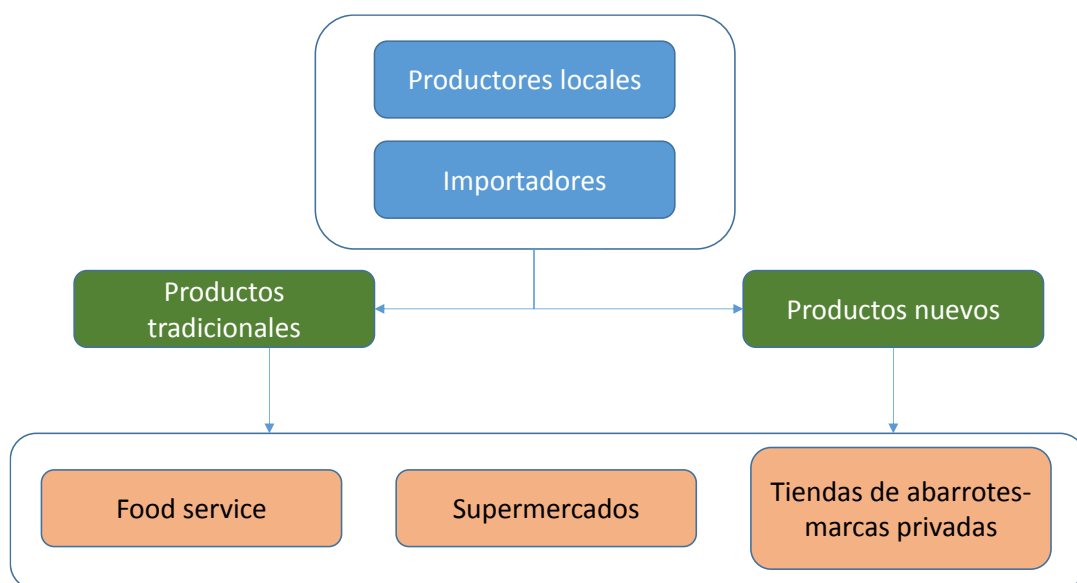 Productores locales
Importadores
Productos
tradicionales
Productos nuevos
Food service
Supermercados
Tiendas de abarrotes-
marcas privadas